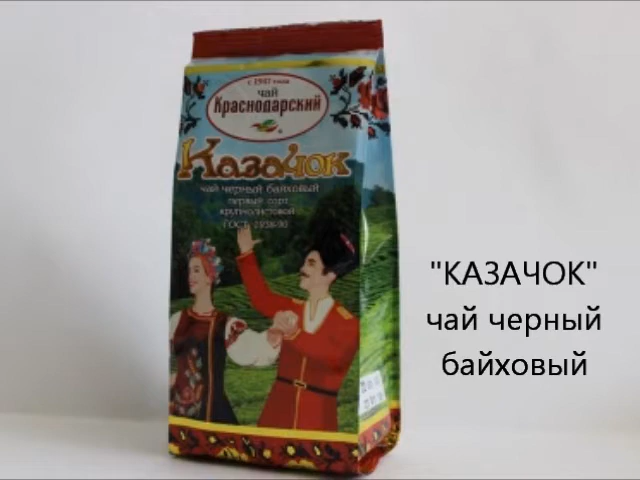 с 1947 года
чай
Краснодарский
®
Казачок
чай черный байховый
первый сорт
крупнолистовой
ГОСТ 1938-90
"КАЗАЧОК"
чай черный
байховый